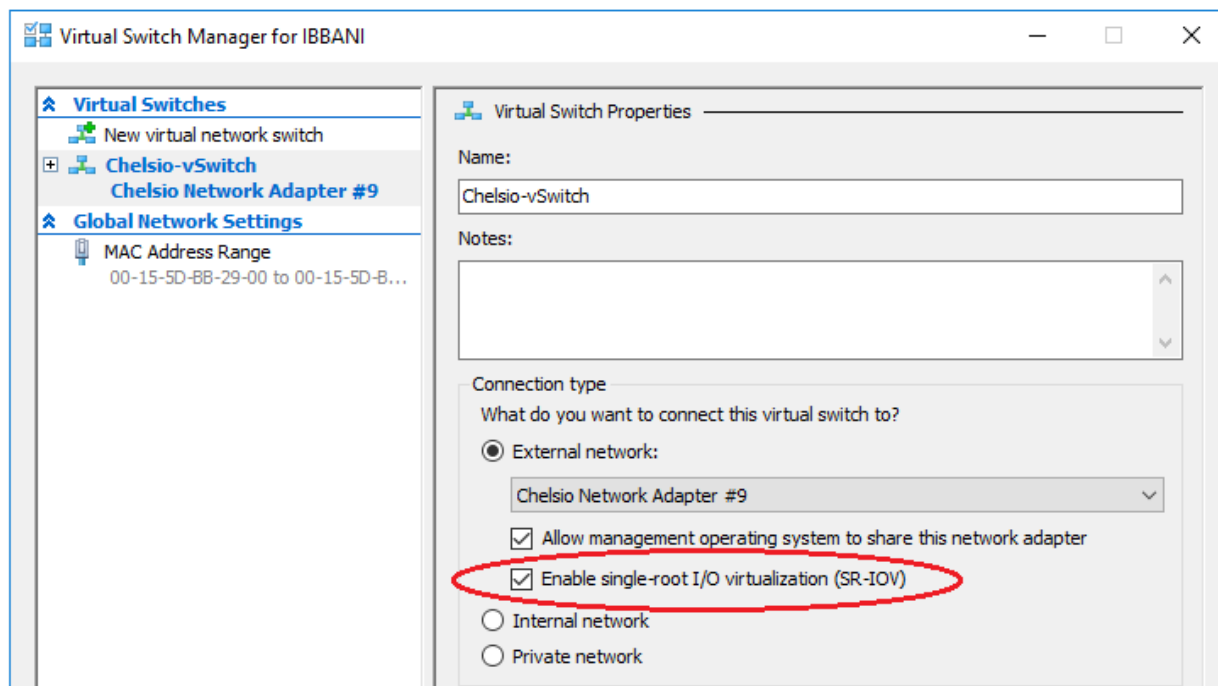 Virtual Switch Manager for IBBANI
Virtual Switches
New virtual network switch
Chelsio-vSwitch
Chelsio Network Adapter #9
Global Network Settings
MAC Address Range
00-15-5D-BB-29-00 to 00-15-5D-B...
Virtual Switch Properties
Name:
Chelsio-vSwitch
Notes:
Connection type
What do you want to connect this virtual switch to?
External network:
Chelsio Network Adapter #9
Allow management operating system to share this network adapter
Enable single-root I/O virtualization (SR-IOV)
Internal network
Private network